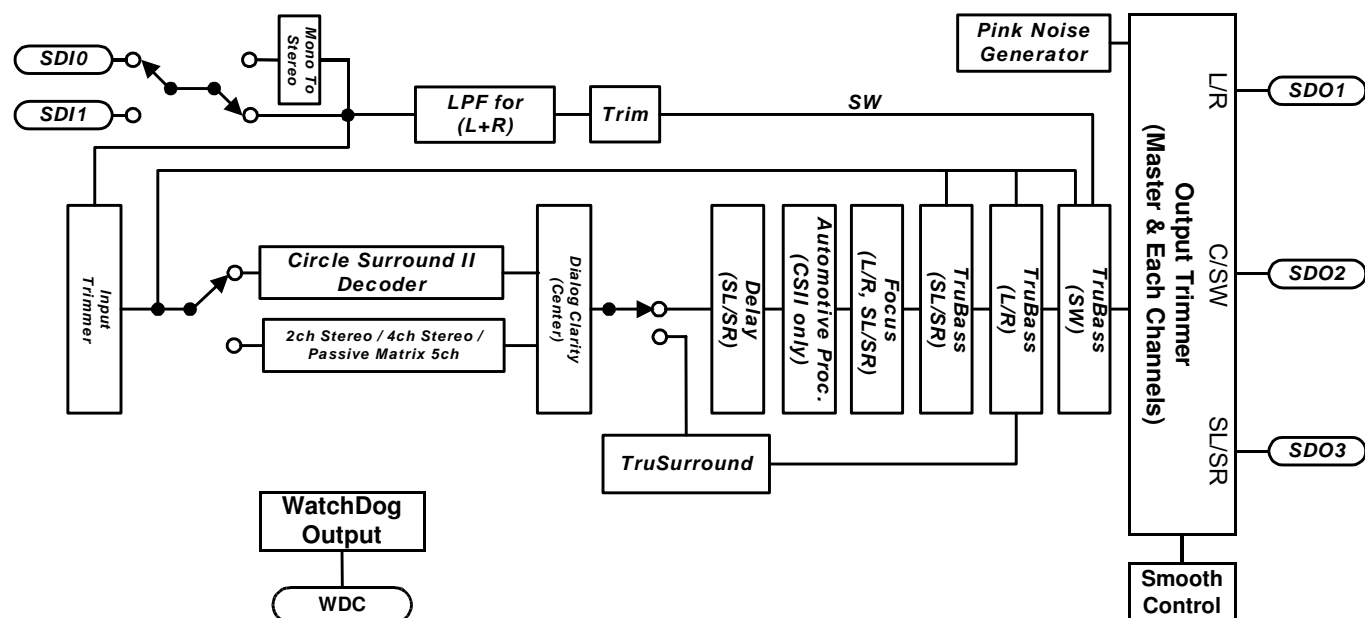 SDI0
SDI1
Mono To
Stereo
LPF for
(L+R)
Trim
SW
Pink Noise
Generator
Input
Trimmer
Circle Surround II
Decoder
2ch Stereo / 4ch Stereo /
Passive Matrix 5ch
Dialog Clarity
(Center)
Delay
(SL/SR)
Automotive Proc.
(CSII only)
Focus
(L/R, SL/SR)
TruBass
(SL/SR)
TruBass
(L/R)
TruBass
(SW)
TruSurround
Output Trimmer
(Master & Each Channels)
L/R
C/SW
SL/SR
SDO1
SDO2
SDO3
WatchDog
Output
WDC
Smooth
Control